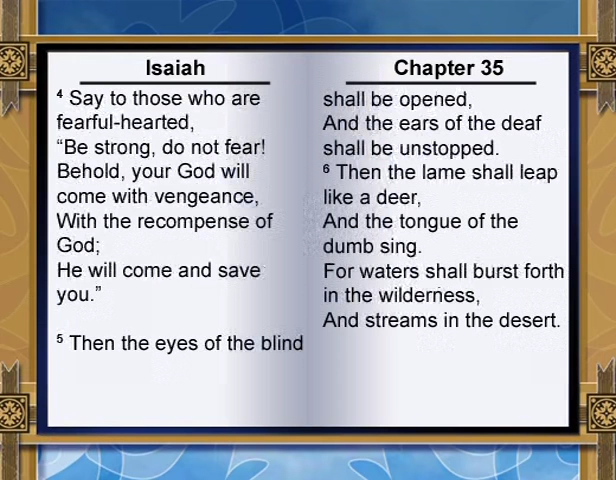 Isaiah
⁴ Say to those who are
fearful-hearted,
“Be strong, do not fear!
Behold, your God will
come with vengeance,
With the recompense of
God;
He will come and save
you.”
⁵ Then the eyes of the blind
Chapter 35
shall be opened,
And the ears of the deaf
shall be unstopped.
⁶ Then the lame shall leap
like a deer,
And the tongue of the
dumb sing.
For waters shall burst forth
in the wilderness,
And streams in the desert.